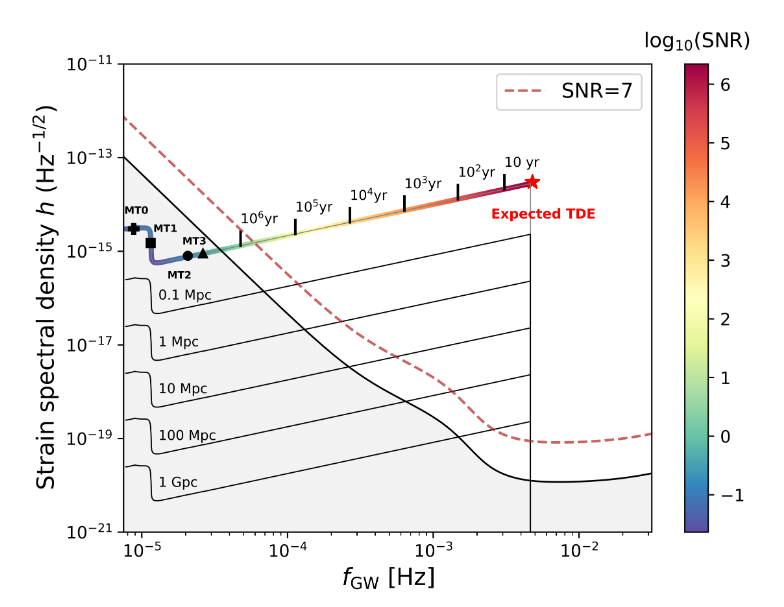 log₁₀(SNR)
10⁻¹¹
10⁻¹³
10⁻¹⁵
10⁻¹⁷
10⁻¹⁹
10⁻²¹
Strain spectral density h (Hz⁻¹ᐟ²)
SNR=7
10⁶yr
10⁵yr
10⁴yr
10³yr
10² yr
10 yr
Expected TDE
MT0
MT1
MT3
MT2
0.1 Mpc
1 Mpc
10 Mpc
100 Mpc
1 Gpc
10⁻⁵
10⁻⁴
10⁻³
10⁻²
f_GW [Hz]
6
5
4
3
2
1
0
−1